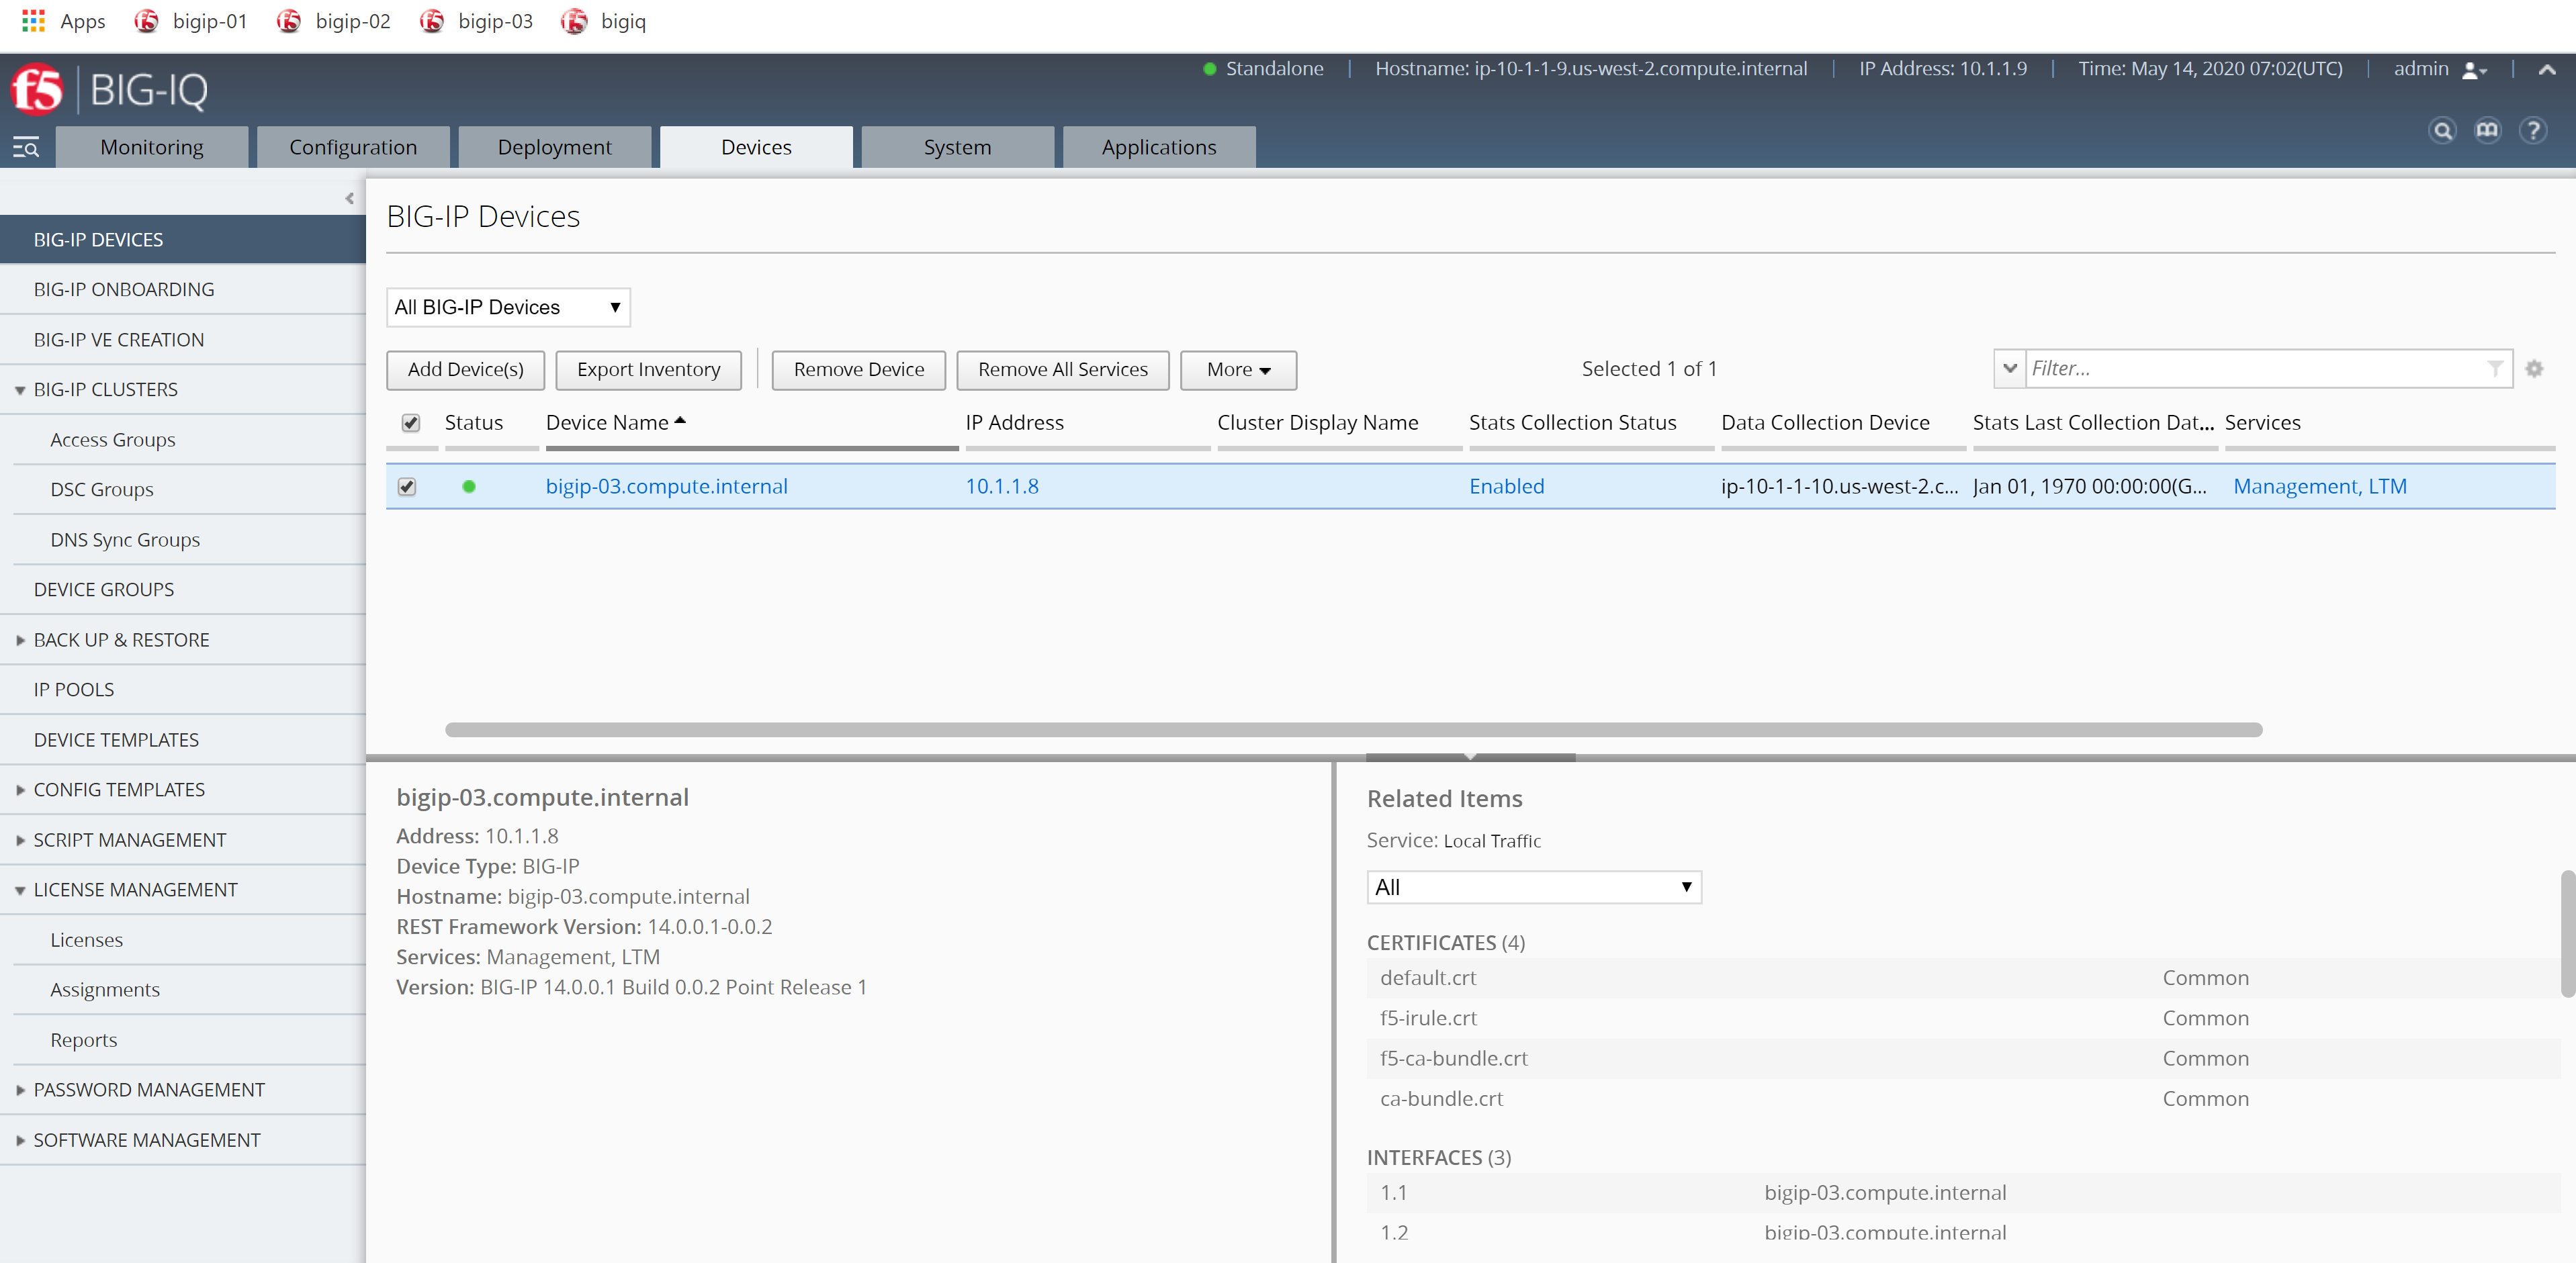 Apps bigip-01 bigip-02 bigip-03 bigiq
Standalone Hostname: ip-10-1-1-9.us-west-2.compute.internal IP Address: 10.1.1.9 Time: May 14, 2020 07:02(UTC) admin
f5 BIG-IQ
Monitoring Configuration Deployment Devices System Applications
BIG-IP DEVICES
BIG-IP ONBOARDING
BIG-IP VE CREATION
BIG-IP CLUSTERS
Access Groups
DSC Groups
DNS Sync Groups
DEVICE GROUPS
BACK UP & RESTORE
IP POOLS
DEVICE TEMPLATES
CONFIG TEMPLATES
SCRIPT MANAGEMENT
LICENSE MANAGEMENT
Licenses
Assignments
Reports
PASSWORD MANAGEMENT
SOFTWARE MANAGEMENT
BIG-IP Devices
All BIG-IP Devices
Add Device(s) Export Inventory Remove Device Remove All Services More Selected 1 of 1 Filter...
Status Device Name IP Address Cluster Display Name Stats Collection Status Data Collection Device Stats Last Collection Dat... Services
bigip-03.compute.internal 10.1.1.8 Enabled ip-10-1-1-10.us-west-2.c... Jan 01, 1970 00:00:00(G... Management, LTM
bigip-03.compute.internal
Address: 10.1.1.8
Device Type: BIG-IP
Hostname: bigip-03.compute.internal
REST Framework Version: 14.0.0.1-0.0.2
Services: Management, LTM
Version: BIG-IP 14.0.0.1 Build 0.0.2 Point Release 1
Related Items
Service: Local Traffic
All
CERTIFICATES (4)
default.crt Common
f5-irule.crt Common
f5-ca-bundle.crt Common
ca-bundle.crt Common
INTERFACES (3)
1.1 bigip-03.compute.internal
1.2 bigip-03.compute.internal